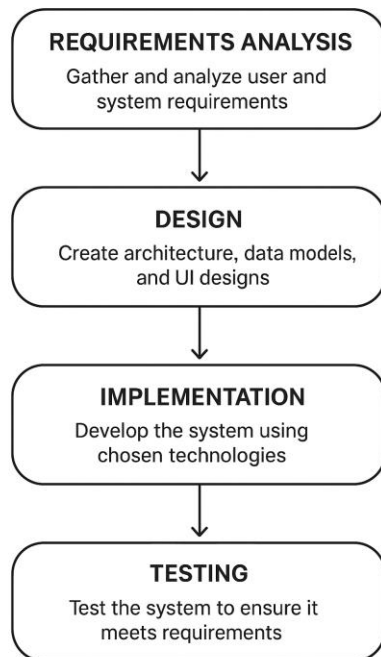 REQUIREMENTS ANALYSIS
Gather and analyze user and
system requirements
DESIGN
Create architecture, data models,
and UI designs
IMPLEMENTATION
Develop the system using
chosen technologies
TESTING
Test the system to ensure it
meets requirements